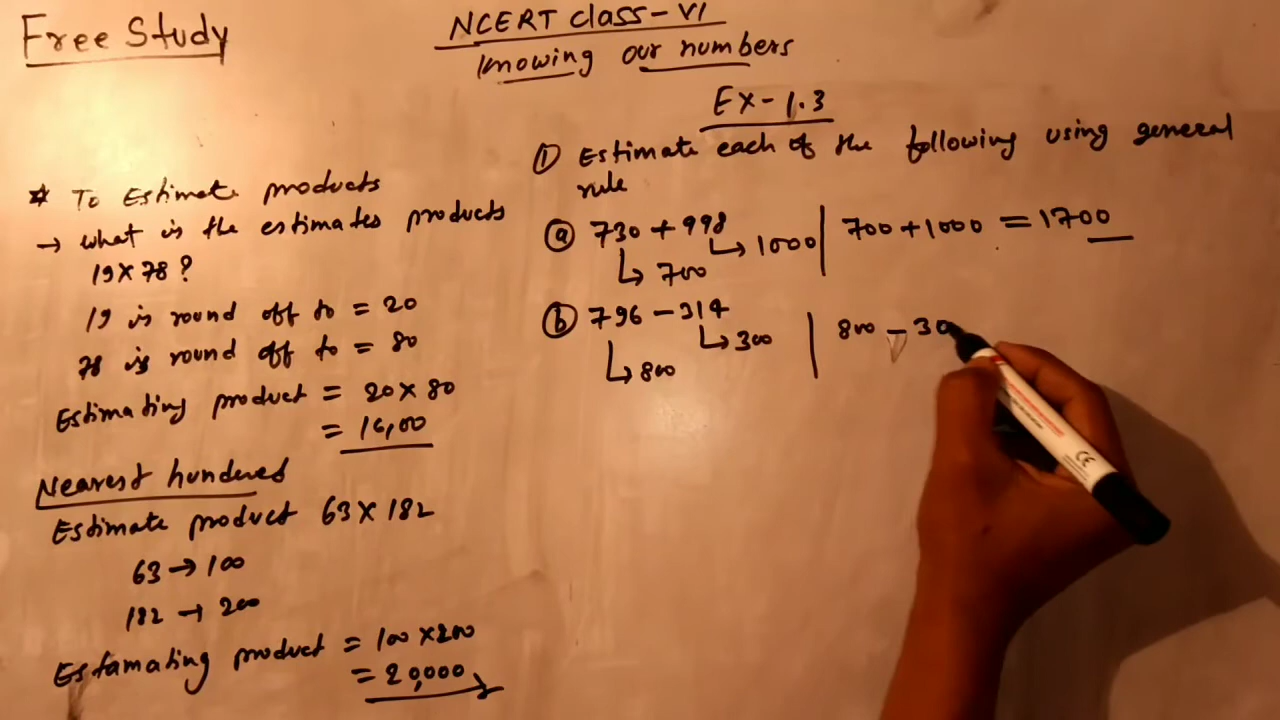 Free Study
NCERT class-VI
Knowing our numbers
Ex-1.3
* To Estimate products
→ what is the estimates products
19×78?
19 is round off to = 20
78 is round off to = 80
Estimating product = 20×80
= 16,00
Nearest hundered
Estimate product 63×182
63→100
182→200
Estamating product = 100×200
= 20,000
① Estimate each of the following using general
rule
ⓐ 730+998 | 700+1000 = 1700
↳ 1000
↳ 700
ⓑ 796-314 | 800-30
↳ 300
↳ 800
CE